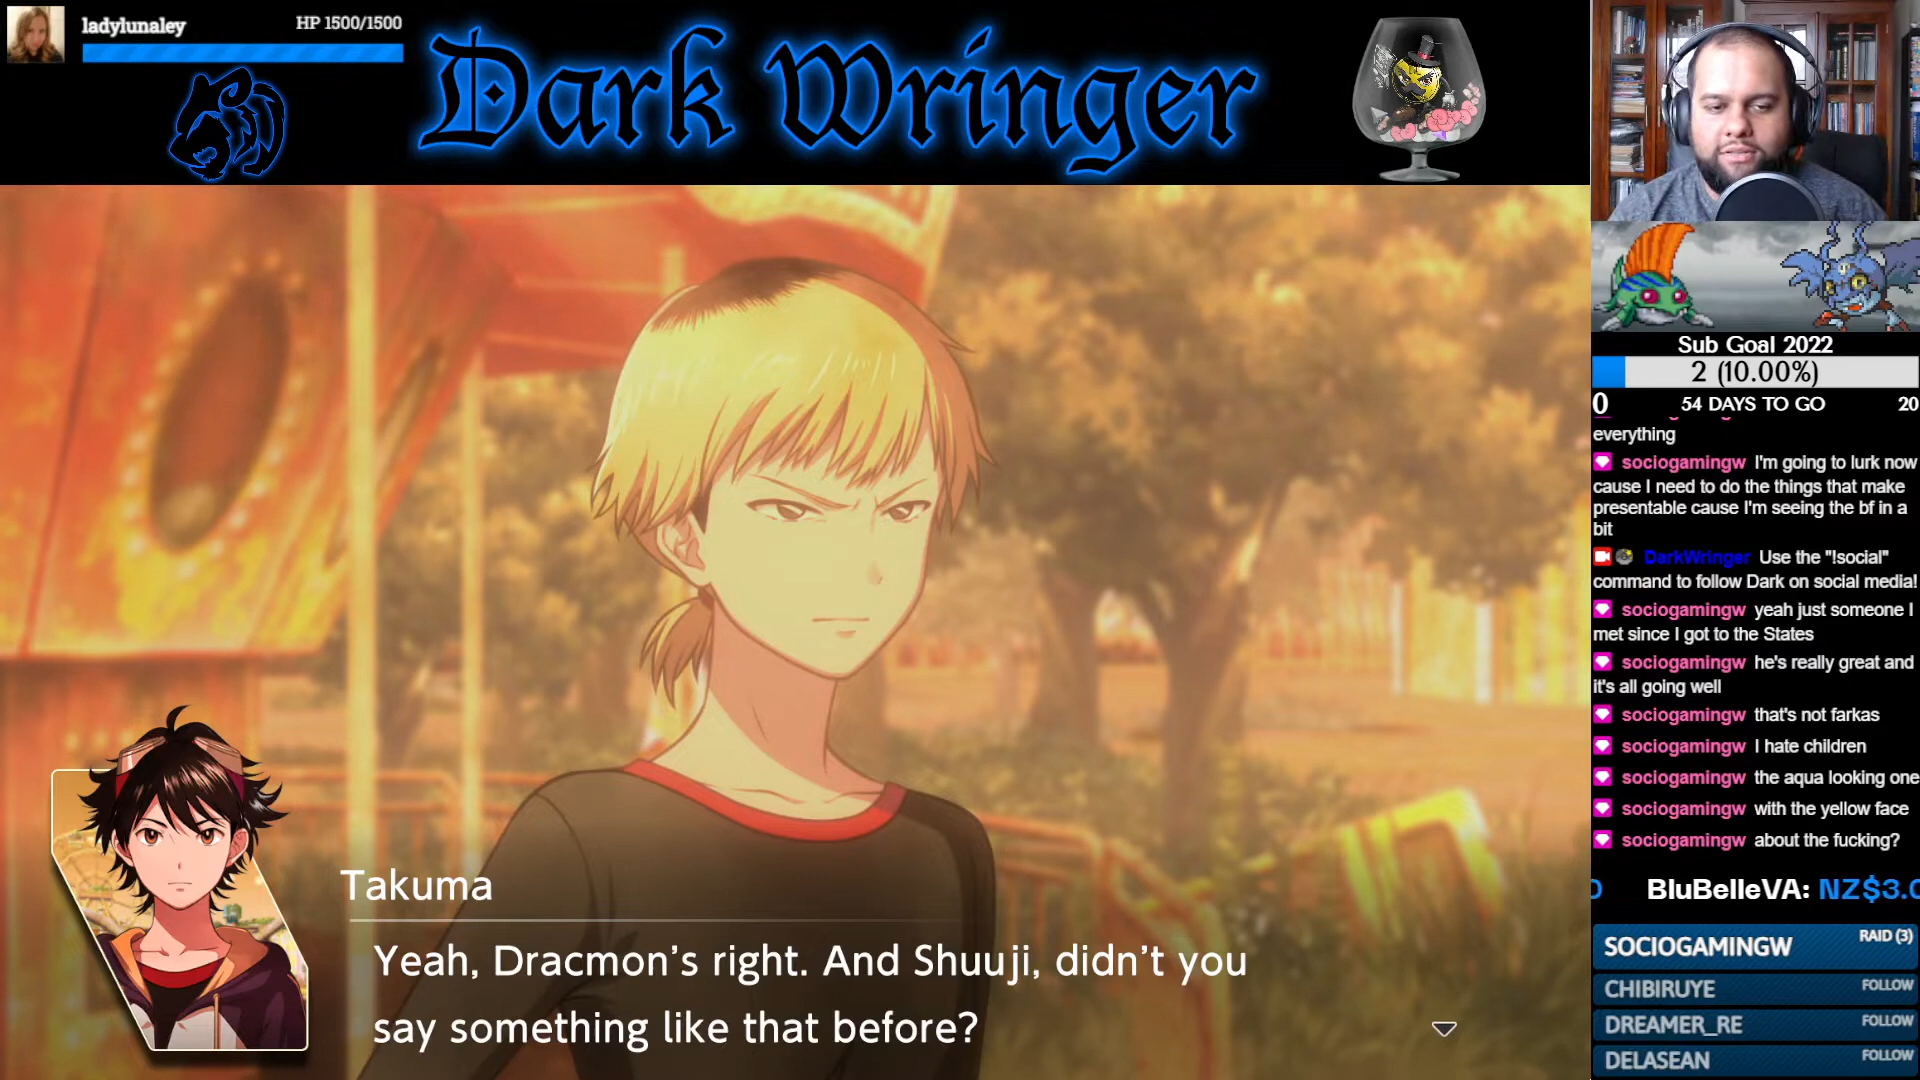 ladylunaley
HP 1500/1500
Dark Wringer
Sub Goal 2022
2 (10.00%)
0
54 DAYS TO GO
20
everything
sociogamingw I'm going to lurk now
cause I need to do the things that make
presentable cause I'm seeing the bf in a
bit
DarkWringer Use the "!social"
command to follow Dark on social media!
sociogamingw yeah just someone I
met since I got to the States
sociogamingw he's really great and
it's all going well
sociogamingw that's not farkas
sociogamingw I hate children
sociogamingw the aqua looking one
sociogamingw with the yellow face
sociogamingw about the fucking?
BluBelleVA: NZ$3.0
SOCIOGAMINGW
RAID (3)
CHIBIRUYE
FOLLOW
DREAMER_RE
FOLLOW
DELASEAN
FOLLOW
Takuma
Yeah, Dracmon's right. And Shuuji, didn't you
say something like that before?